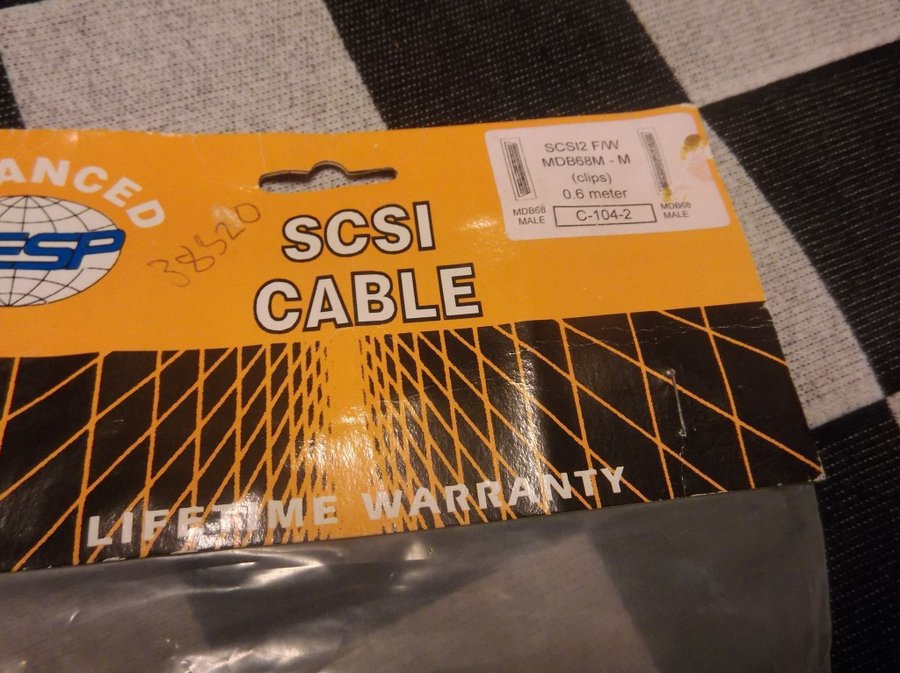 ANCED
ESP
38520
SCSI
CABLE
SCSI2 F/W
MDB68M - M
(clips)
0.6 meter
MDB68
MALE
C-104-2
MDB68
MALE
LIFETIME WARRANTY